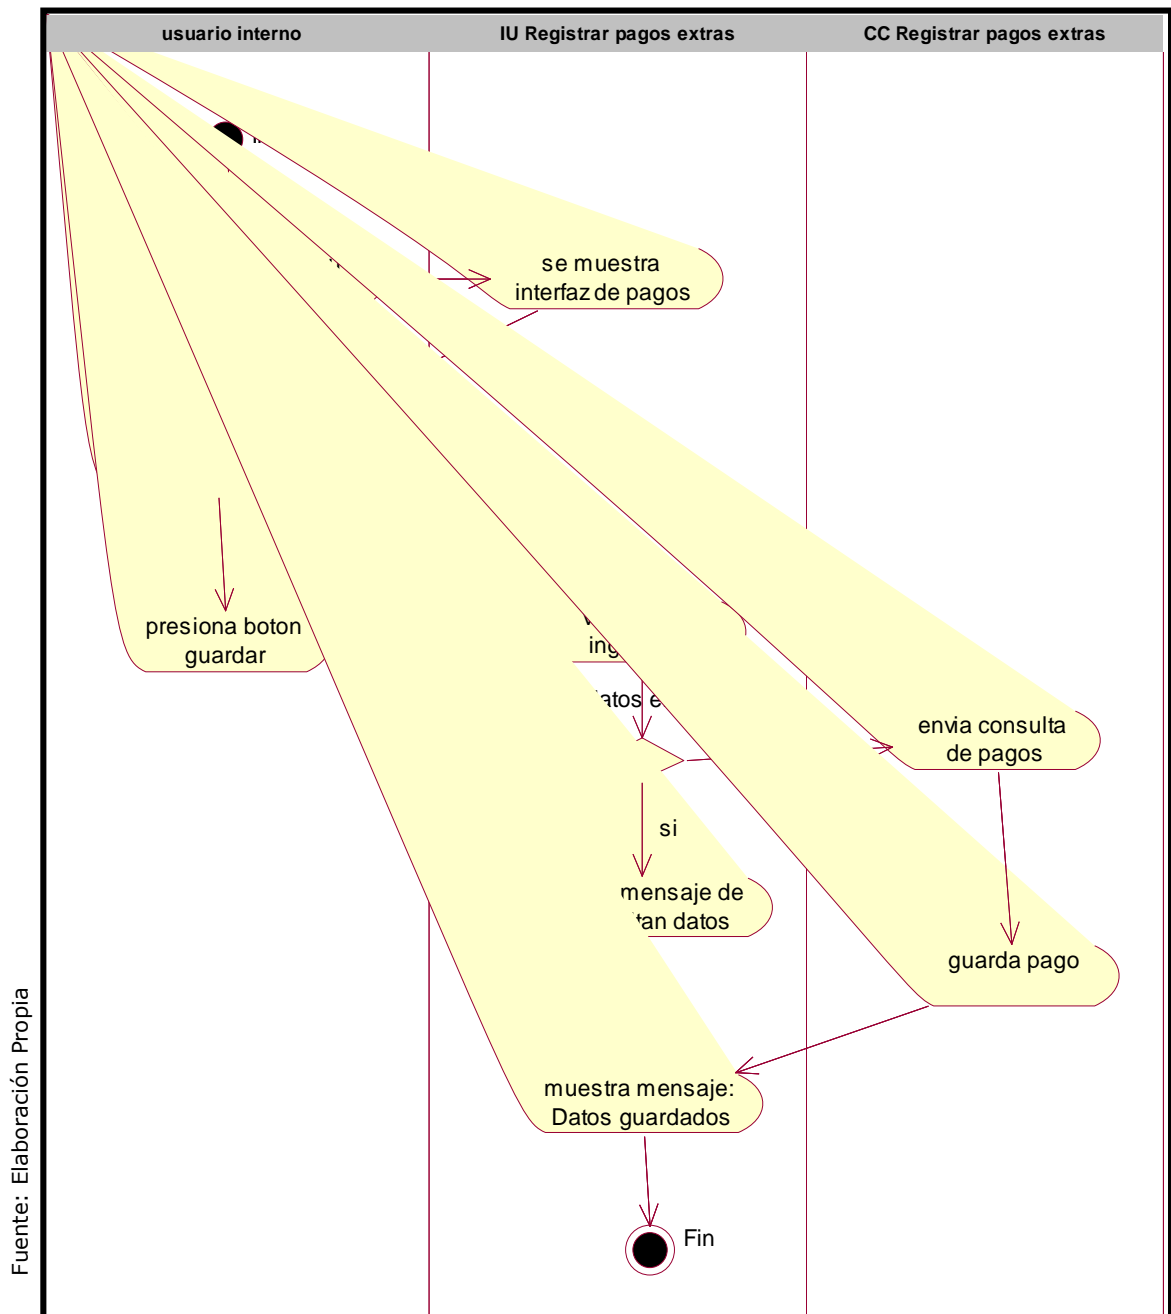 usuario interno
IU Registrar pagos extras
CC Registrar pagos extras
se muestra
interfaz de pagos
presiona boton
guardar
envia consulta
de pagos
si
mensaje de
datos
guarda pago
muestra mensaje:
Datos guardados
Fin
Fuente: Elaboración Propia